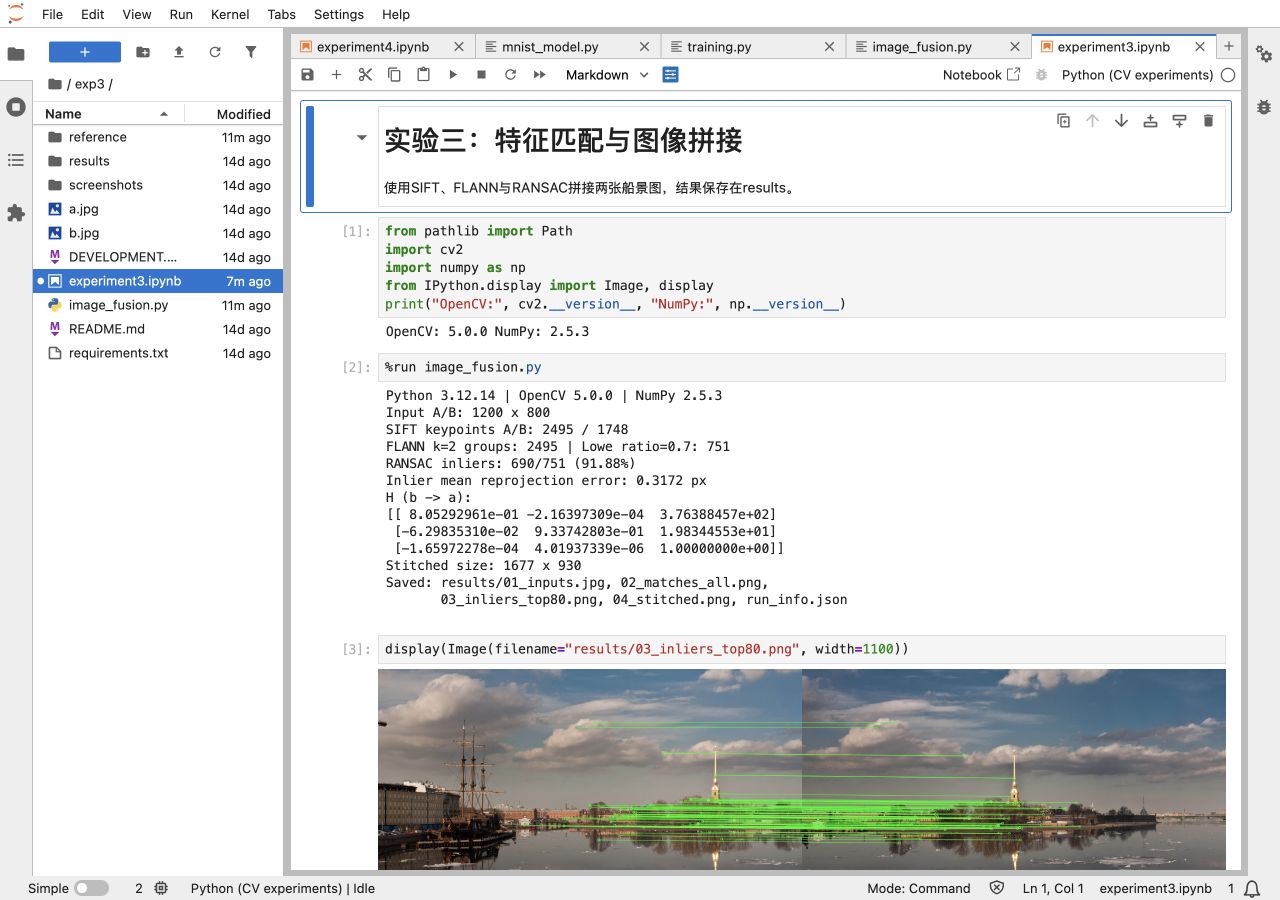 File Edit View Run Kernel Tabs Settings Help
+
/ exp3 /
Name Modified
reference 11m ago
results 14d ago
screenshots 14d ago
a.jpg 14d ago
b.jpg 14d ago
DEVELOPMENT.... 14d ago
experiment3.ipynb 7m ago
image_fusion.py 11m ago
README.md 14d ago
requirements.txt 14d ago
experiment4.ipynb mnist_model.py training.py image_fusion.py experiment3.ipynb
Markdown Notebook Python (CV experiments)
实验三：特征匹配与图像拼接
使用SIFT、FLANN与RANSAC拼接两张船景图，结果保存在results。
[1]:
from pathlib import Path
import cv2
import numpy as np
from IPython.display import Image, display
print("OpenCV:", cv2.__version__, "NumPy:", np.__version__)
OpenCV: 5.0.0 NumPy: 2.5.3
[2]:
%run image_fusion.py
Python 3.12.14 | OpenCV 5.0.0 | NumPy 2.5.3
Input A/B: 1200 x 800
SIFT keypoints A/B: 2495 / 1748
FLANN k=2 groups: 2495 | Lowe ratio=0.7: 751
RANSAC inliers: 690/751 (91.88%)
Inlier mean reprojection error: 0.3172 px
H (b -> a):
[[ 8.05292961e-01 -2.16397309e-04  3.76388457e+02]
 [-6.29835310e-02  9.33742803e-01  1.98344553e+01]
 [-1.65972278e-04  4.01937339e-06  1.00000000e+00]]
Stitched size: 1677 x 930
Saved: results/01_inputs.jpg, 02_matches_all.png,
       03_inliers_top80.png, 04_stitched.png, run_info.json
[3]:
display(Image(filename="results/03_inliers_top80.png", width=1100))
Simple 2 Python (CV experiments) | Idle Mode: Command Ln 1, Col 1 experiment3.ipynb 1